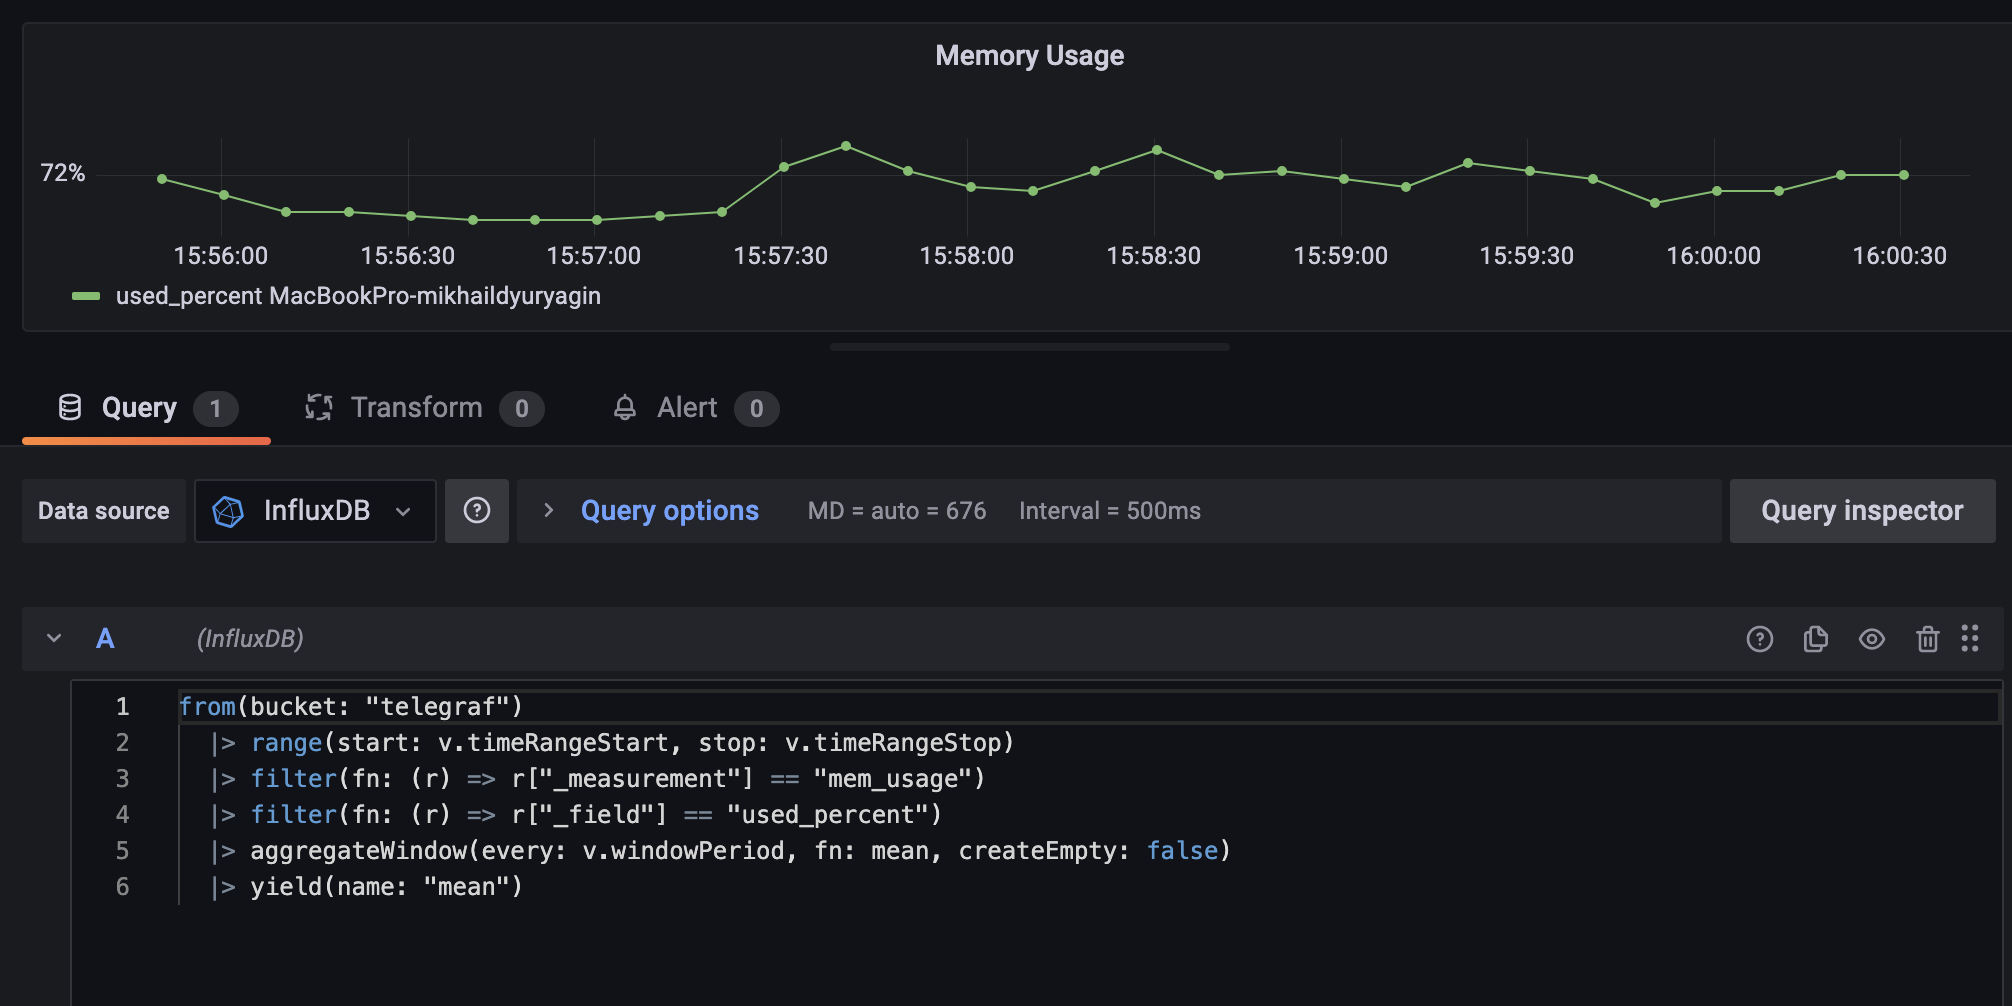 Memory Usage
72%
15:56:00 15:56:30 15:57:00 15:57:30 15:58:00 15:58:30 15:59:00 15:59:30 16:00:00 16:00:30
used_percent MacBookPro-mikhaildyuryagin
Query 1 Transform 0 Alert 0
Data source InfluxDB Query options MD = auto = 676 Interval = 500ms Query inspector
A (InfluxDB)
1 from(bucket: "telegraf")
2 |> range(start: v.timeRangeStart, stop: v.timeRangeStop)
3 |> filter(fn: (r) => r["_measurement"] == "mem_usage")
4 |> filter(fn: (r) => r["_field"] == "used_percent")
5 |> aggregateWindow(every: v.windowPeriod, fn: mean, createEmpty: false)
6 |> yield(name: "mean")